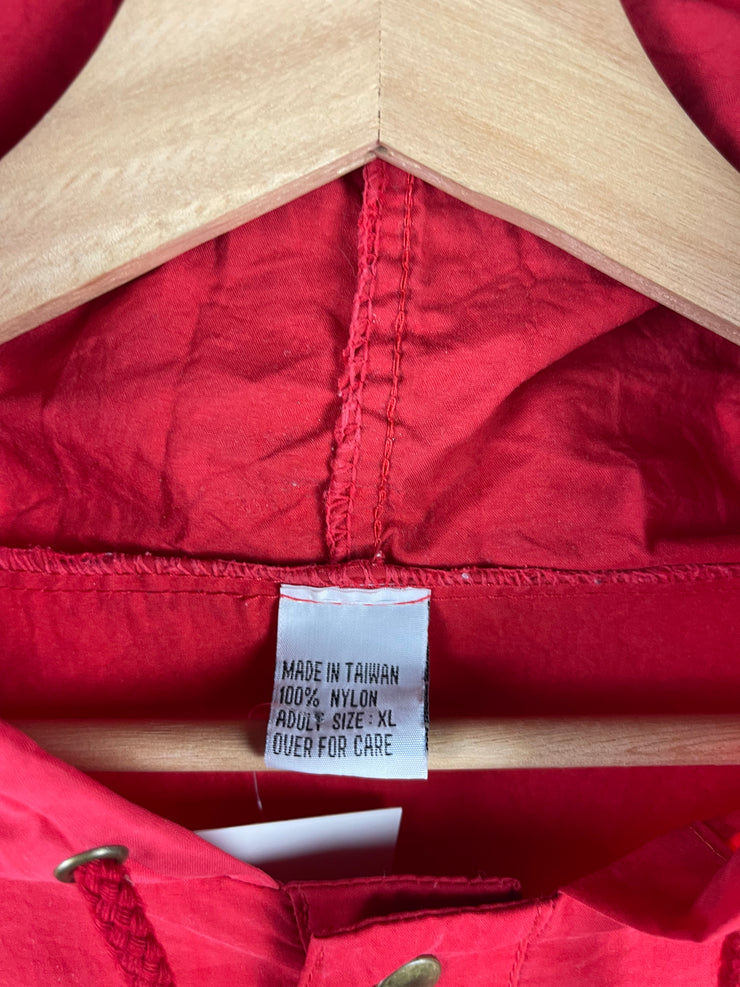 MADE IN TAIWAN
100% NYLON
ADULT SIZE : XL
OVER FOR CARE